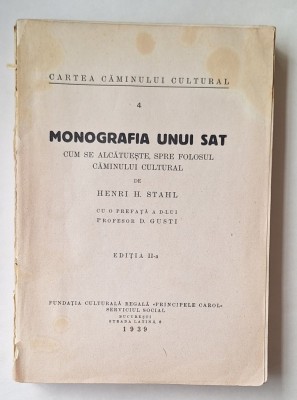 CARTEA CĂMINULUI CULTURAL
4
MONOGRAFIA UNUI SAT
CUM SE ALCĂTUEȘTE, SPRE FOLOSUL
CĂMINULUI CULTURAL
DE
HENRI H. STAHL
CU O PREFAȚĂ A D-LUI
PROFESOR D. GUSTI
EDIȚIA II-a
FUNDAȚIA CULTURALĂ REGALĂ «PRINCIPELE CAROL»
SERVICIUL SOCIAL
BUCUREȘTI
STRADA LATINĂ 8
1939